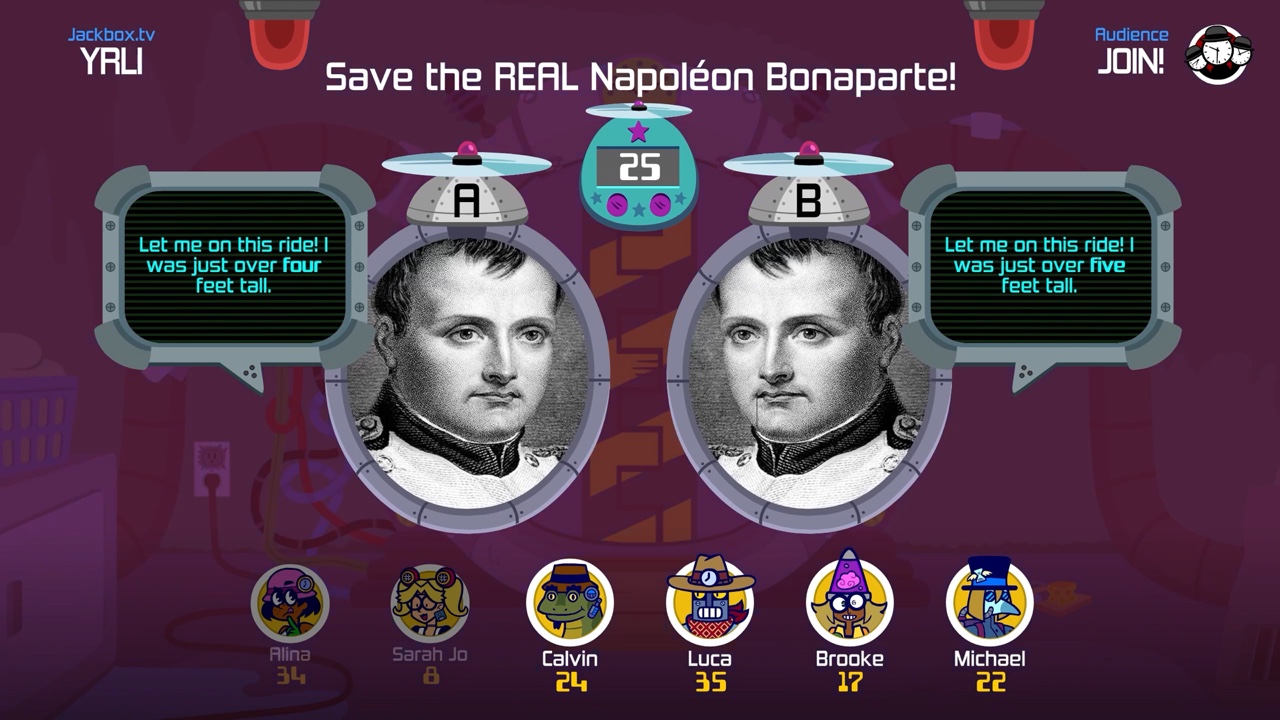 Jackbox.tv
YRLI
Audience
JOIN!
Save the REAL Napoléon Bonaparte!
25
A
B
Let me on this ride! I
was just over four
feet tall.
Let me on this ride! I
was just over five
feet tall.
Alina
34
Sarah Jo
8
Calvin
24
Luca
35
Brooke
17
Michael
22